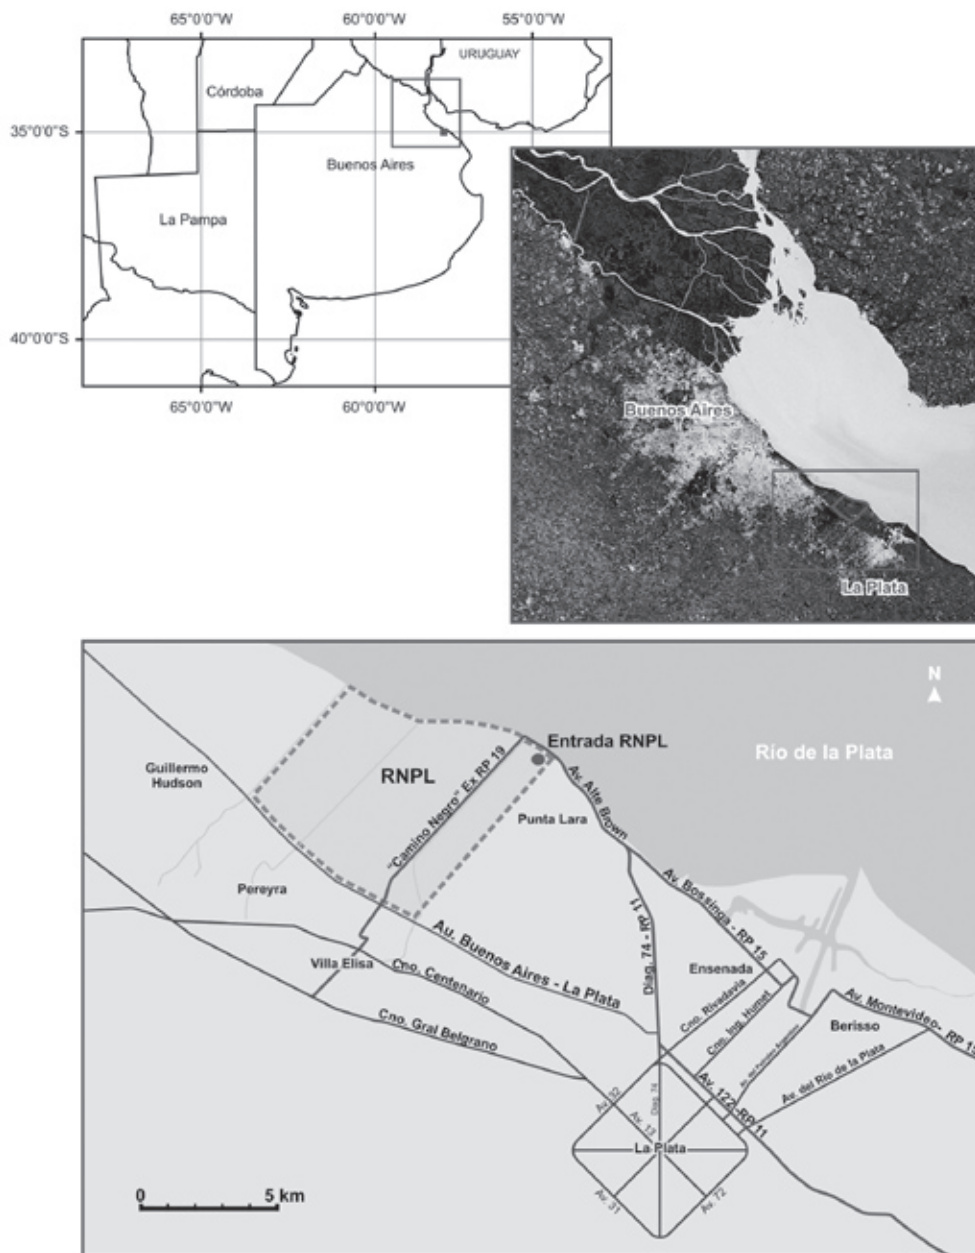 65°0'0"W 60°0'0"W 55°0'0"W
URUGUAY
Córdoba
35°0'0"S
Buenos Aires
La Pampa
40°0'0"S
65°0'0"W 60°0'0"W
Buenos Aires
La Plata
N
Entrada RNPL
Río de la Plata
Guillermo
Hudson
RNPL
"Camino Negro" Ex RP 19
Av. Alte Brown
Punta Lara
Pereyra
Av. Bossinga - RP 15
Diag. 74 - RP 11
Au. Buenos Aires - La Plata
Villa Elisa
Cno. Centenario
Ensenada
Cno. Rivadavia
Cno. Ing. Humet
Av. Montevideo- RP 15
Berisso
Cno. Gral Belgrano
Av. del Petroleo Argentino
Av. del Río de la Plata
Av. 122 -RP 11
Av. 32
Diag. 74
Av. 13
La Plata
Av. 31
Av. 72
0 5 km